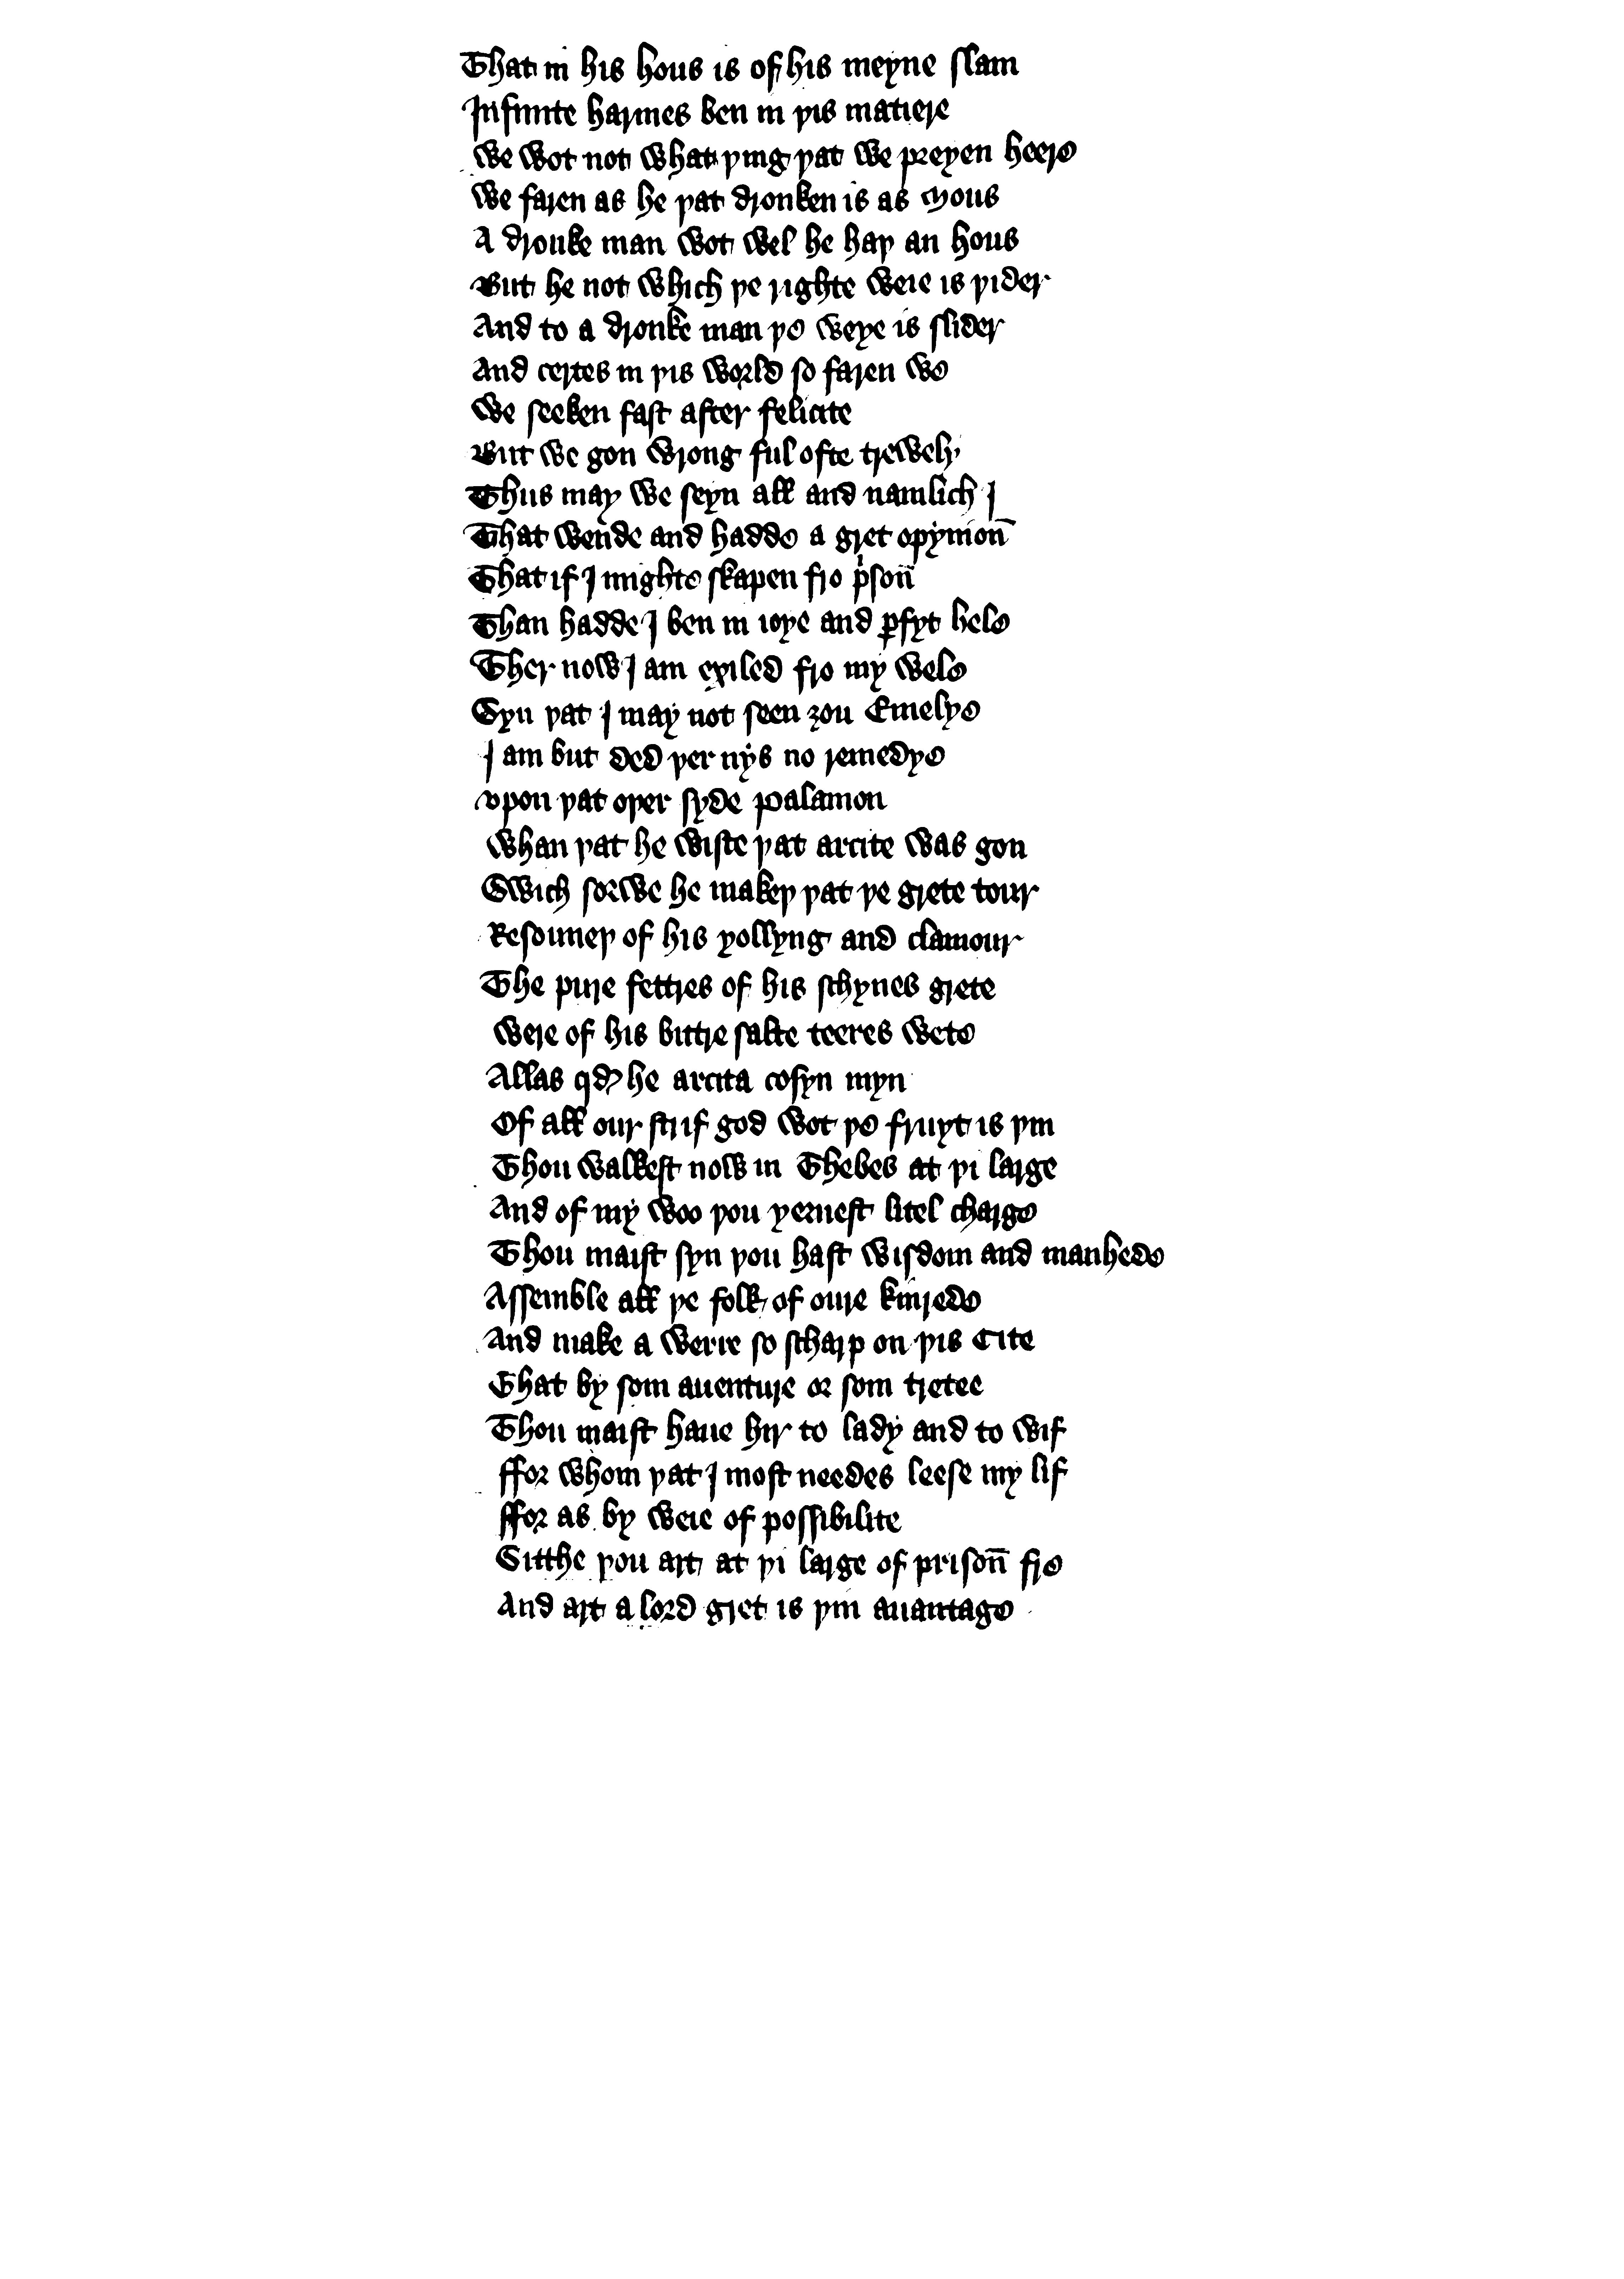 That in his hous is of his meyne slain
Infinite harmes ben in þis matiere
We wot not what þing þat we preyen heere
We faren as he þat dronken is as mous
A dronke man wot wel he haþ an hous
But he not which þe righte weie is þider
And to a dronke man þe weye is slider
And certes in þis world so faren we
We seeken fast after felicite
But we gon wrong ful ofte trewely
Thus may we seyn all and namlich I
That wende and hadde a gret opynion̄
That if I mighte skapen fro p'son̄
Than hadde I ben in ioye and ꝑfyt hele
Ther now I am exiled fro my wele
Syn þat I may not seen ȝou Emelye
I am but ded þer nys no remedye
Vpon þat oþer syde Palamon
Whan þat he wiste þat arcite was gon
Swich sorwe he makeþ þat þe grete tour
Resouneþ of his ȝollyng and clamour
The pure fettres of his schynes grete
Were of his bittre salte teeres wete
Allas qd he arcita cosyn myn
Of all our strif god wot þe fruyt is þin
Thou walkest now in Thebes at þi large
And of my woo þou ȝeuest litel charge
Thou maist syn þou hast wisdom and manhede
Assemble all þe folk of oure kinrede
And make a werre so scharp on þis Cite
That by som auenture or som tretee
Thou maist haue hir to lady and to wif
ffor whom þat I most needes leese my lif
ffor as by weie of possibilite
Sitthe þou art at þi large of prison̄ fre
And art a lord gret is þin auantage